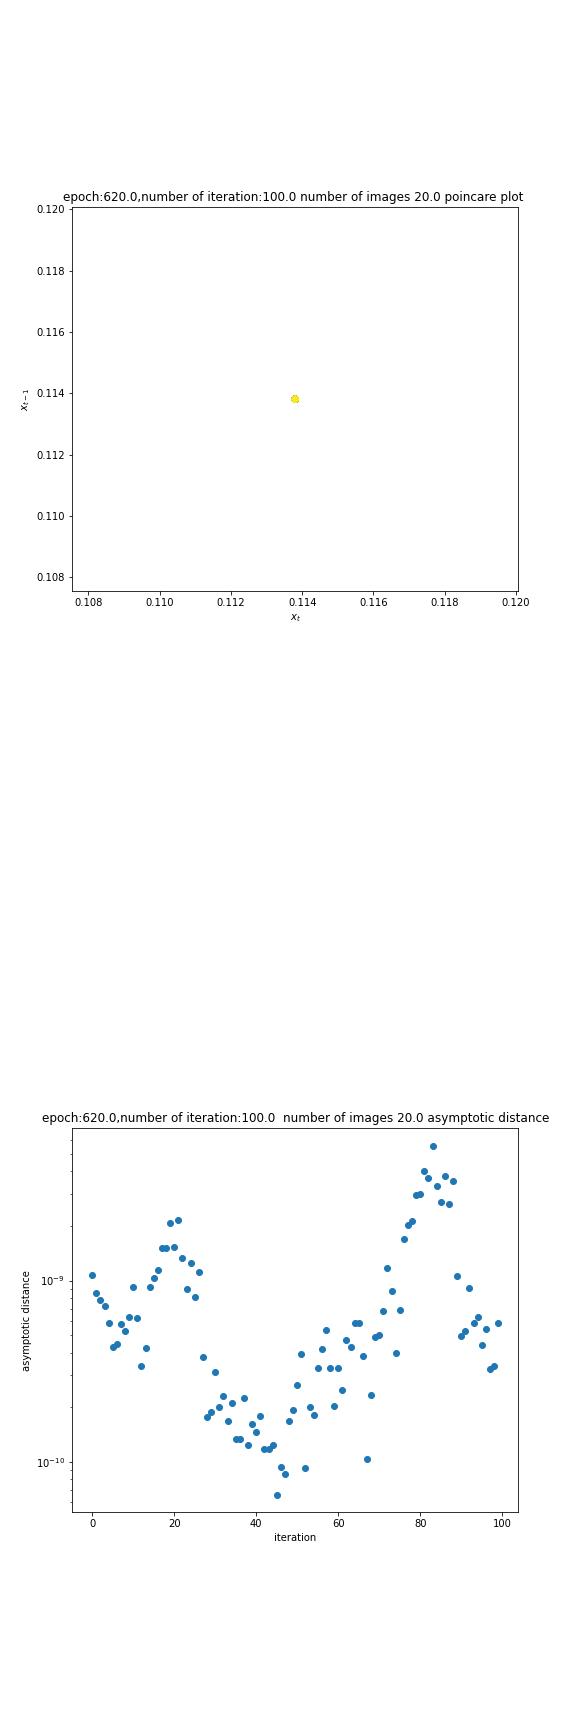 epoch:620.0,number of iteration:100.0 number of images 20.0 poincare plot
0.120
0.118
0.116
0.114
0.112
0.110
0.108
x_{t-1}
0.108 0.110 0.112 0.114 0.116 0.118 0.120
x_t
epoch:620.0,number of iteration:100.0  number of images 20.0 asymptotic distance
10^{-9}
10^{-10}
asymptotic distance
0 20 40 60 80 100
iteration